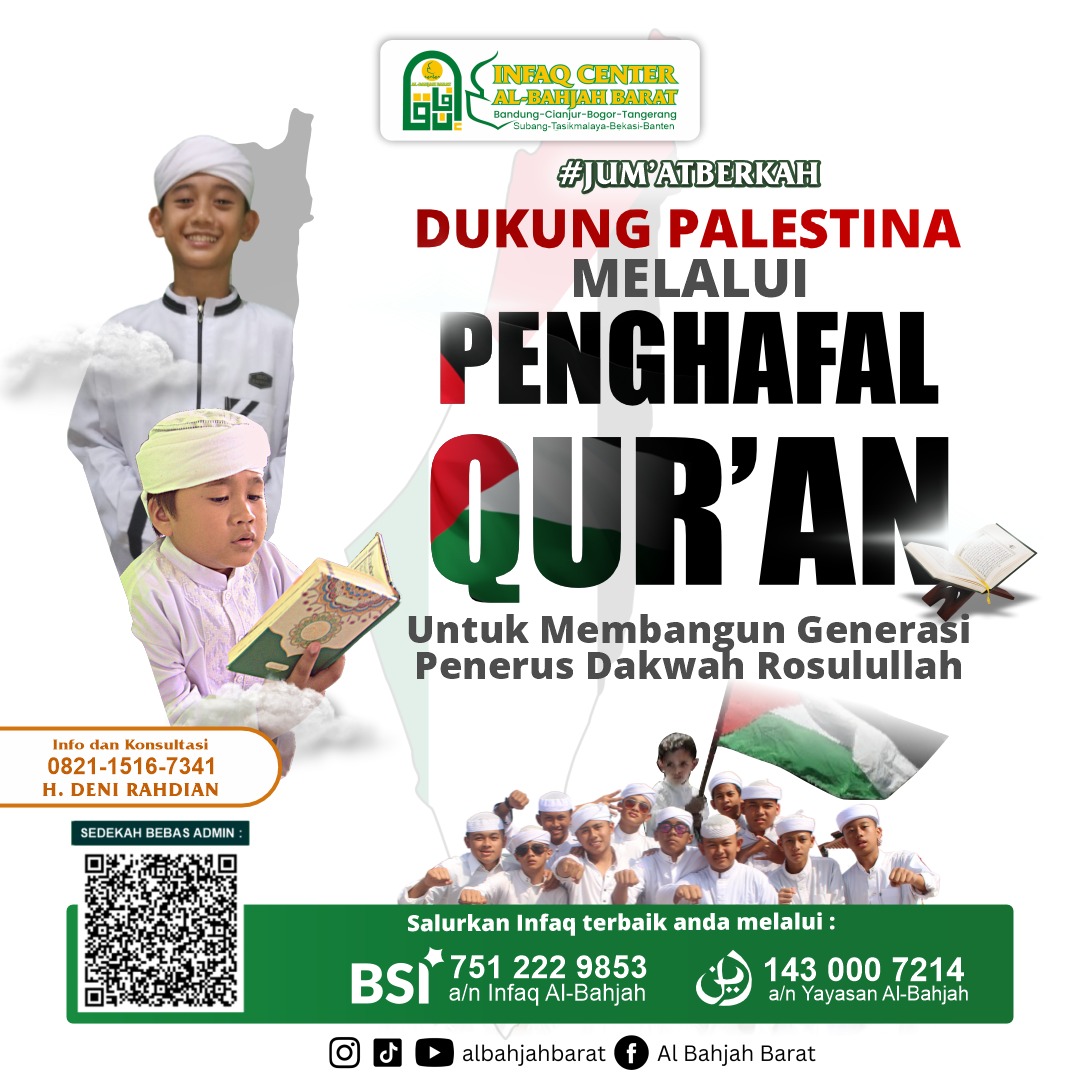 INFAQ CENTER
AL-BAHJAH BARAT
Bandung-Cianjur-Bogor-Tangerang
Subang-Tasikmalaya-Bekasi-Banten
#JUM'ATBERKAH
DUKUNG PALESTINA
MELALUI
PENGHAFAL
QUR'AN
Untuk Membangun Generasi
Penerus Dakwah Rosulullah
Info dan Konsultasi
0821-1516-7341
H. DENI RAHDIAN
SEDEKAH BEBAS ADMIN :
Salurkan Infaq terbaik anda melalui :
BSI 751 222 9853
a/n Infaq Al-Bahjah
143 000 7214
a/n Yayasan Al-Bahjah
albahjahbarat Al Bahjah Barat